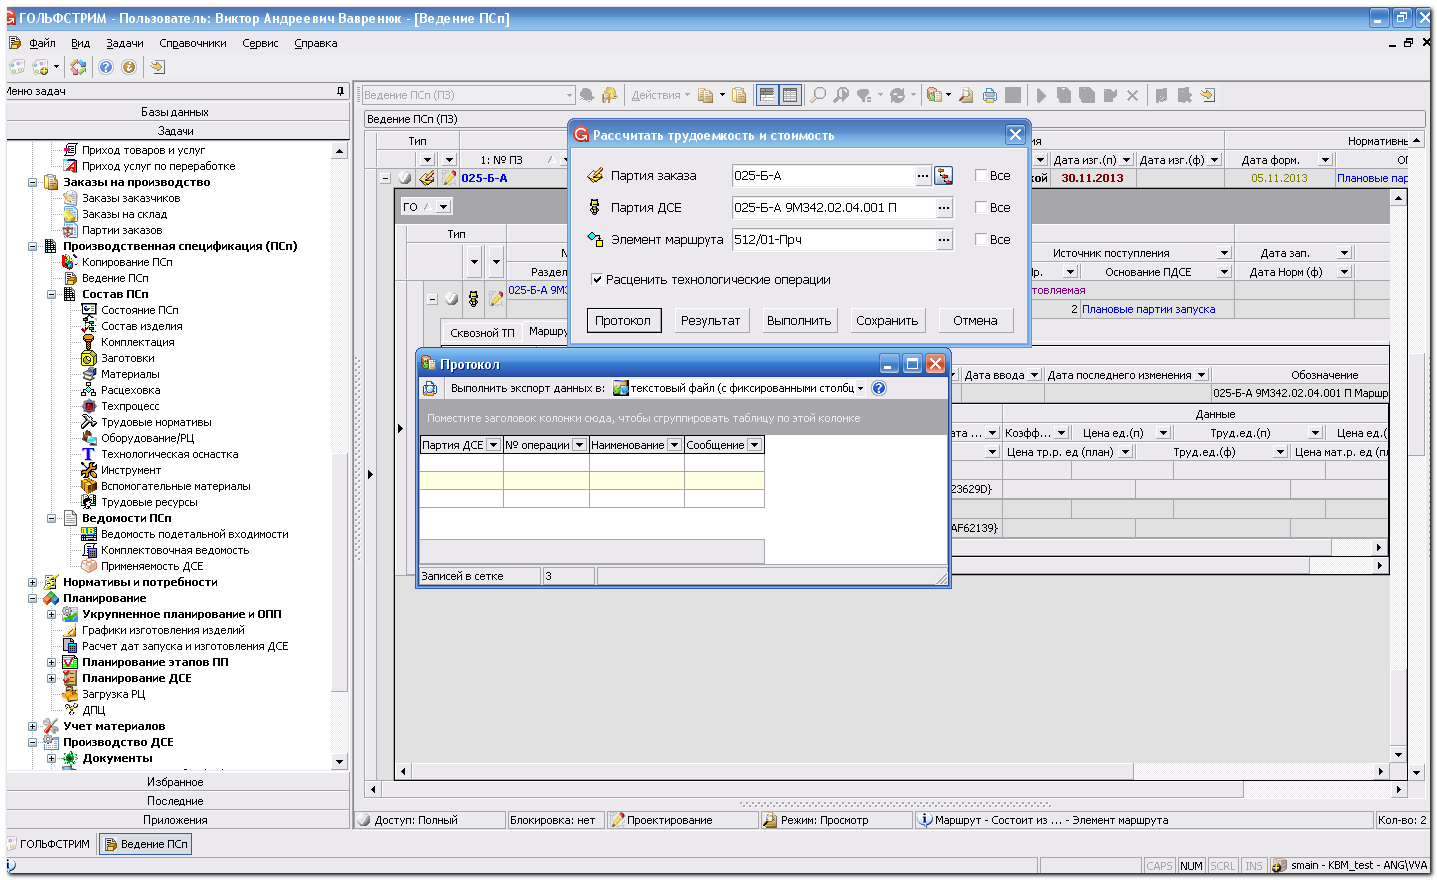 ГОЛЬФСТРИМ - Пользователь: Виктор Андреевич Вавренюк - [Ведение ПСп]
Файл Вид Задачи Справочники Сервис Справка
Меню задач
Базы данных
Задачи
Приход товаров и услуг
Приход услуг по переработке
Заказы на производство
Заказы заказчиков
Заказы на склад
Партии заказов
Производственная спецификация (ПСп)
Копирование ПСп
Ведение ПСп
Состав ПСп
Состояние ПСп
Состав изделия
Комплектация
Заготовки
Материалы
Расцеховка
Техпроцесс
Трудовые нормативы
Оборудование/РЦ
Технологическая оснастка
Инструмент
Вспомогательные материалы
Трудовые ресурсы
Ведомости ПСп
Ведомость подетальной входимости
Комплектовочная ведомость
Применяемость ДСЕ
Нормативы и потребности
Планирование
Укрупненное планирование и ОПП
Графики изготовления изделий
Расчет дат запуска и изготовления ДСЕ
Планирование этапов ПП
Планирование ДСЕ
Загрузка РЦ
ДПЦ
Учет материалов
Производство ДСЕ
Документы
Избранное
Последние
Приложения
Ведение ПСп (ПЗ) Действия
Ведение ПСп (ПЗ)
Тип ия Нормативны
1: № ПЗ Дата изг.(п) Дата изг.(ф) Дата форм. ОГ
025-Б-А кой 30.11.2013 05.11.2013 Плановые пар
ГО
Тип Источник поступления Дата зап.
Раздел р. Основание ПДСЕ Дата Норм (ф)
025-Б-А 9М3 отовляемая
2 Плановые партии запуска
Сквозной ТП Маршру
Рассчитать трудоемкость и стоимость
Партия заказа 025-Б-А ... Все
Партия ДСЕ 025-Б-А 9М342.02.04.001 П ... Все
Элемент маршрута 512/01-Прч ... Все
Расценить технологические операции
Протокол Результат Выполнить Сохранить Отмена
Протокол
Выполнить экспорт данных в: текстовый файл (с фиксированными столбц
Поместите заголовок колонки сюда, чтобы сгруппировать таблицу по этой колонке
Партия ДСЕ № операции Наименование Сообщение
Записей в сетке 3
Дата ввода Дата последнего изменения Обозначение
025-Б-А 9М342.02.04.001 П Маршр
Данные
ата ... Коэфф... Цена ед.(п) Труд.ед.(п) Цена ед.(
Цена тр.р. ед (план) Труд.ед.(ф) Цена мат.р. ед (пл
23629D}
AF62139}
Доступ: Полный Блокировка: нет Проектирование Режим: Просмотр Маршрут - Состоит из ... - Элемент маршрута Кол-во: 2
ГОЛЬФСТРИМ Ведение ПСп
CAPS NUM SCRL INS smain - KBM_test - ANG\VVA